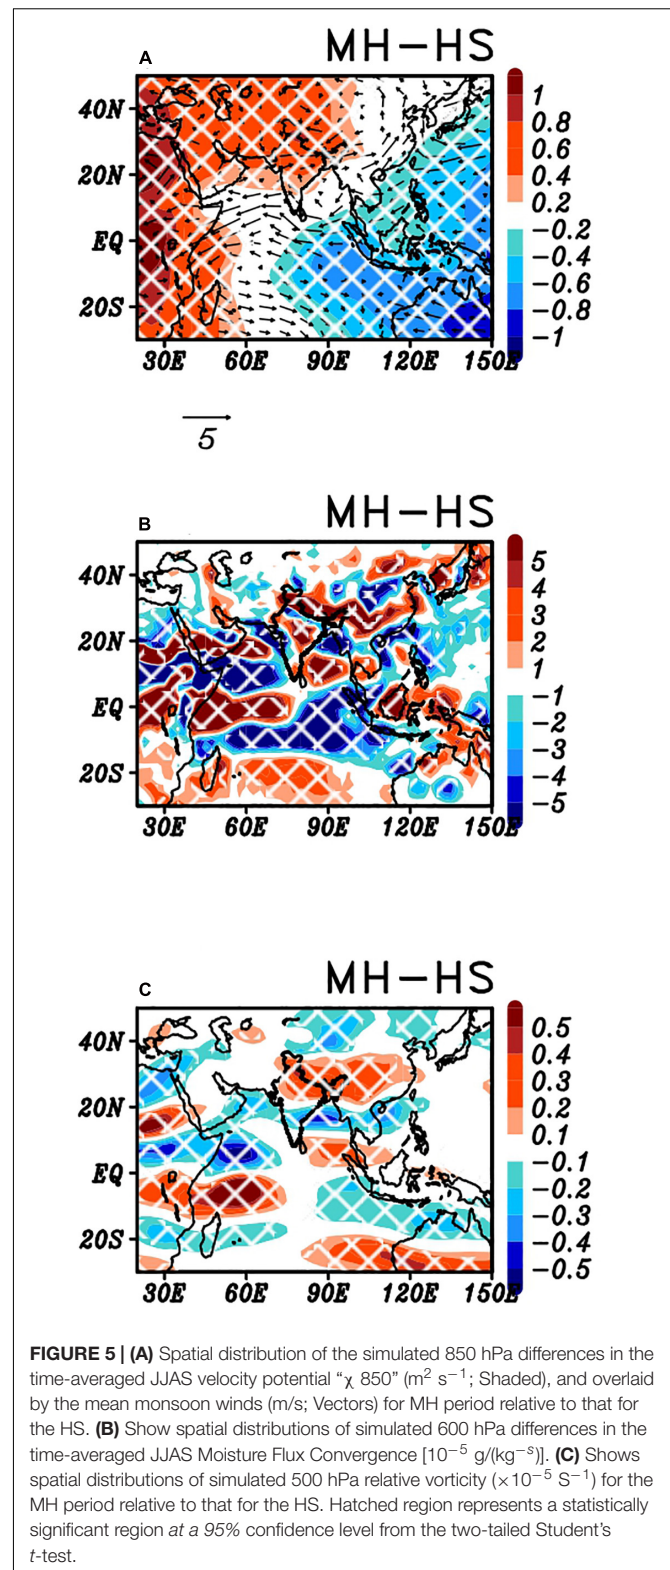 MH−HS
A
40N
20N
EQ
20S
30E 60E 90E 120E 150E
1
0.8
0.6
0.4
0.2
−0.2
−0.4
−0.6
−0.8
−1
5
MH−HS
B
40N
20N
EQ
20S
30E 60E 90E 120E 150E
5
4
3
2
1
−1
−2
−3
−4
−5
MH−HS
C
40N
20N
EQ
20S
30E 60E 90E 120E 150E
0.5
0.4
0.3
0.2
0.1
−0.1
−0.2
−0.3
−0.4
−0.5
FIGURE 5 | (A) Spatial distribution of the simulated 850 hPa differences in the
time-averaged JJAS velocity potential “χ 850” (m² s⁻¹; Shaded), and overlaid
by the mean monsoon winds (m/s; Vectors) for MH period relative to that for
the HS. (B) Show spatial distributions of simulated 600 hPa differences in the
time-averaged JJAS Moisture Flux Convergence [10⁻⁵ g/(kg⁻ˢ)]. (C) Shows
spatial distributions of simulated 500 hPa relative vorticity (×10⁻⁵ S⁻¹) for the
MH period relative to that for the HS. Hatched region represents a statistically
significant region at a 95% confidence level from the two-tailed Student’s
t-test.